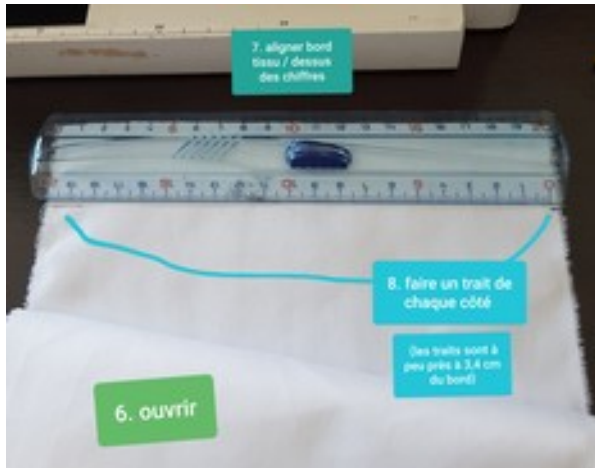 7. aligner bord
tissu / dessus
des chiffres
8. faire un trait de
chaque côté
(les traits sont à
peu près à 3,4 cm
du bord)
6. ouvrir